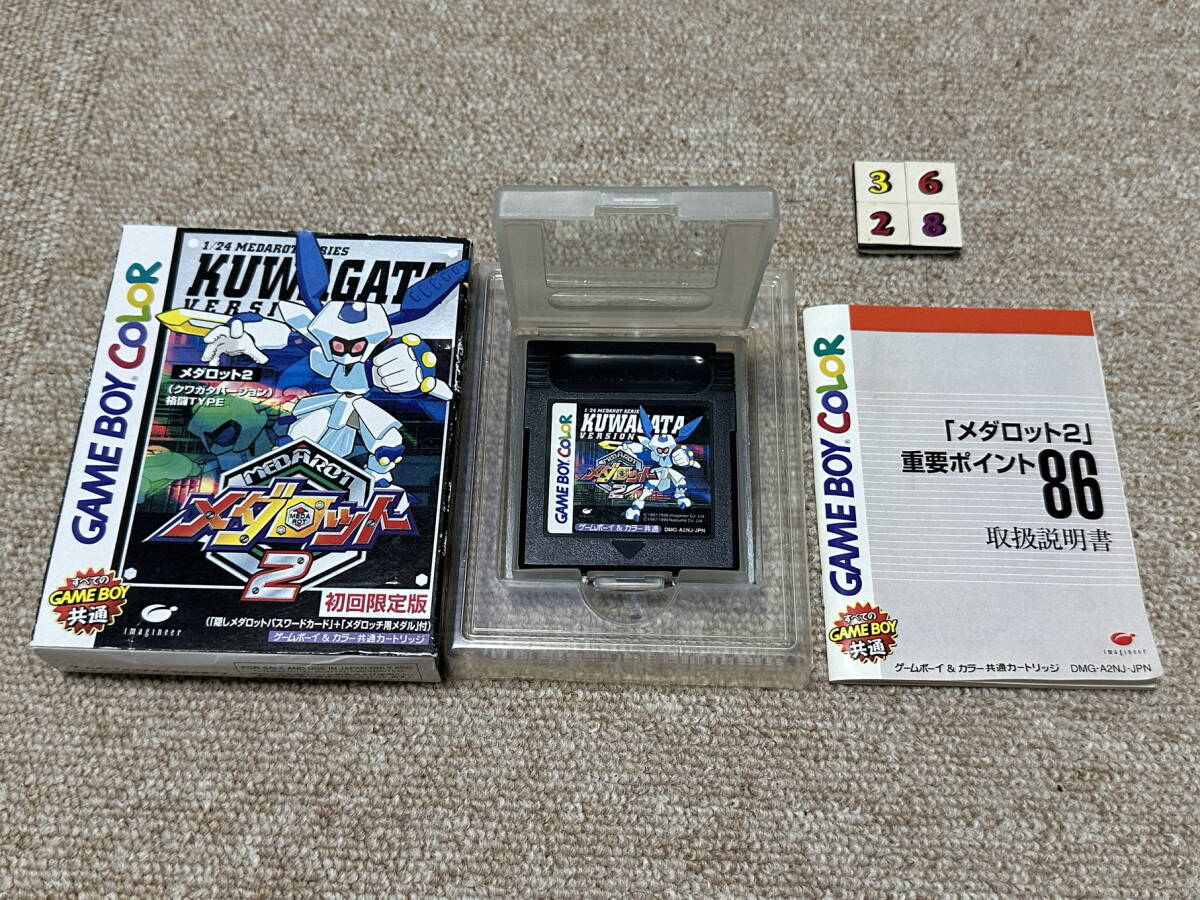 1/24 MEDAROT SERIES
KUWAGATA
VERSI
メダロット2
(クワガタバージョン)
格闘TYPE
GAME BOY COLOR
MEDAROT
メダロット
MEDA
ROT
2
初回限定版
(「隠しメダロットパスワードカード」+「メダロッチ用メダル」付)
ゲームボーイ & カラー共通カートリッジ
すべての
GAME BOY
共通
imagineer
FOR SALE AND USE IN JAPAN ONLY AND
1/24 MEDAROT SERIES
KUWAGATA
VERSION
GAME BOY COLOR
MEDAROT
メダロット
2
ゲームボーイ & カラー共通
DMG-A2NJ-JPN
3 6
2 8
GAME BOY COLOR
「メダロット2」
重要ポイント86
取扱説明書
すべての
GAME BOY
共通
imagineer
ゲームボーイ & カラー共通カートリッジ DMG-A2NJ-JPN